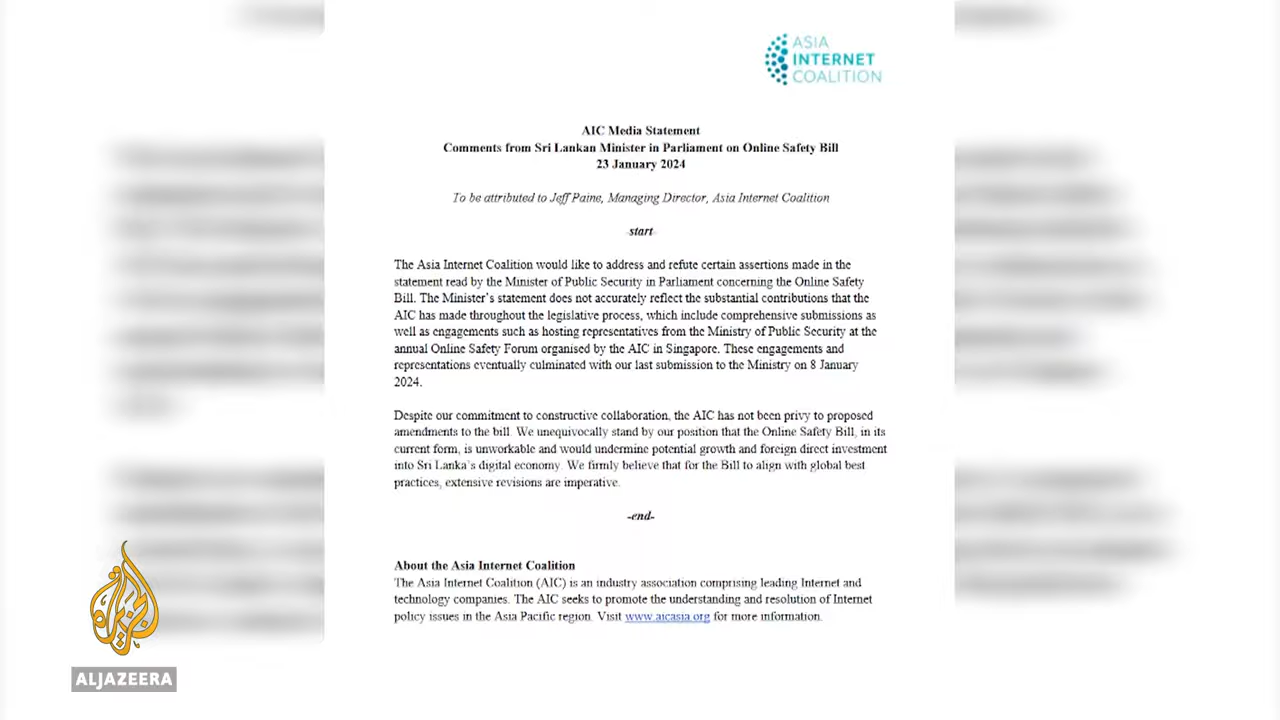 ASIA
INTERNET
COALITION
AIC Media Statement
Comments from Sri Lankan Minister in Parliament on Online Safety Bill
23 January 2024
To be attributed to Jeff Paine, Managing Director, Asia Internet Coalition
-start-
The Asia Internet Coalition would like to address and refute certain assertions made in the
statement read by the Minister of Public Security in Parliament concerning the Online Safety
Bill. The Minister's statement does not accurately reflect the substantial contributions that the
AIC has made throughout the legislative process, which include comprehensive submissions as
well as engagements such as hosting representatives from the Ministry of Public Security at the
annual Online Safety Forum organised by the AIC in Singapore. These engagements and
representations eventually culminated with our last submission to the Ministry on 8 January
2024.
Despite our commitment to constructive collaboration, the AIC has not been privy to proposed
amendments to the bill. We unequivocally stand by our position that the Online Safety Bill, in its
current form, is unworkable and would undermine potential growth and foreign direct investment
into Sri Lanka's digital economy. We firmly believe that for the Bill to align with global best
practices, extensive revisions are imperative.
-end-
About the Asia Internet Coalition
The Asia Internet Coalition (AIC) is an industry association comprising leading Internet and
technology companies. The AIC seeks to promote the understanding and resolution of Internet
policy issues in the Asia Pacific region. Visit www.aicasia.org for more information.
ALJAZEERA